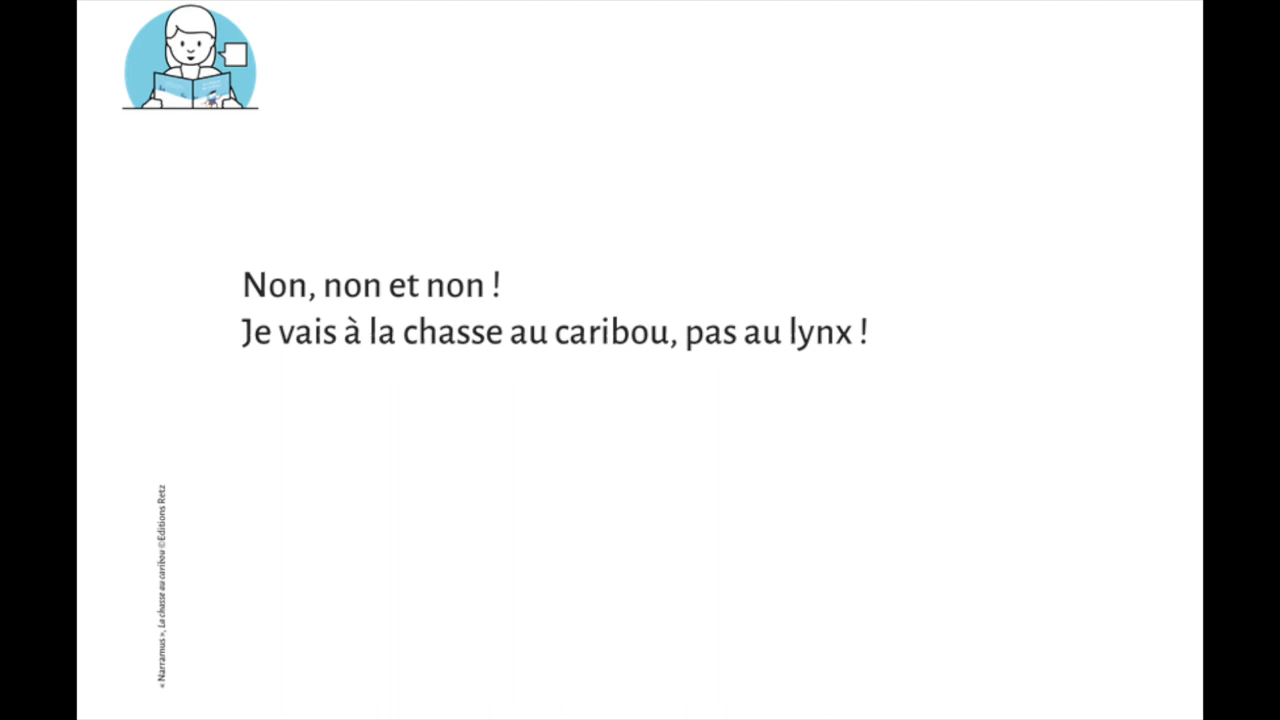 Non, non et non !
Je vais à la chasse au caribou, pas au lynx !
« Narramus », La chasse au caribou ©Editions Retz